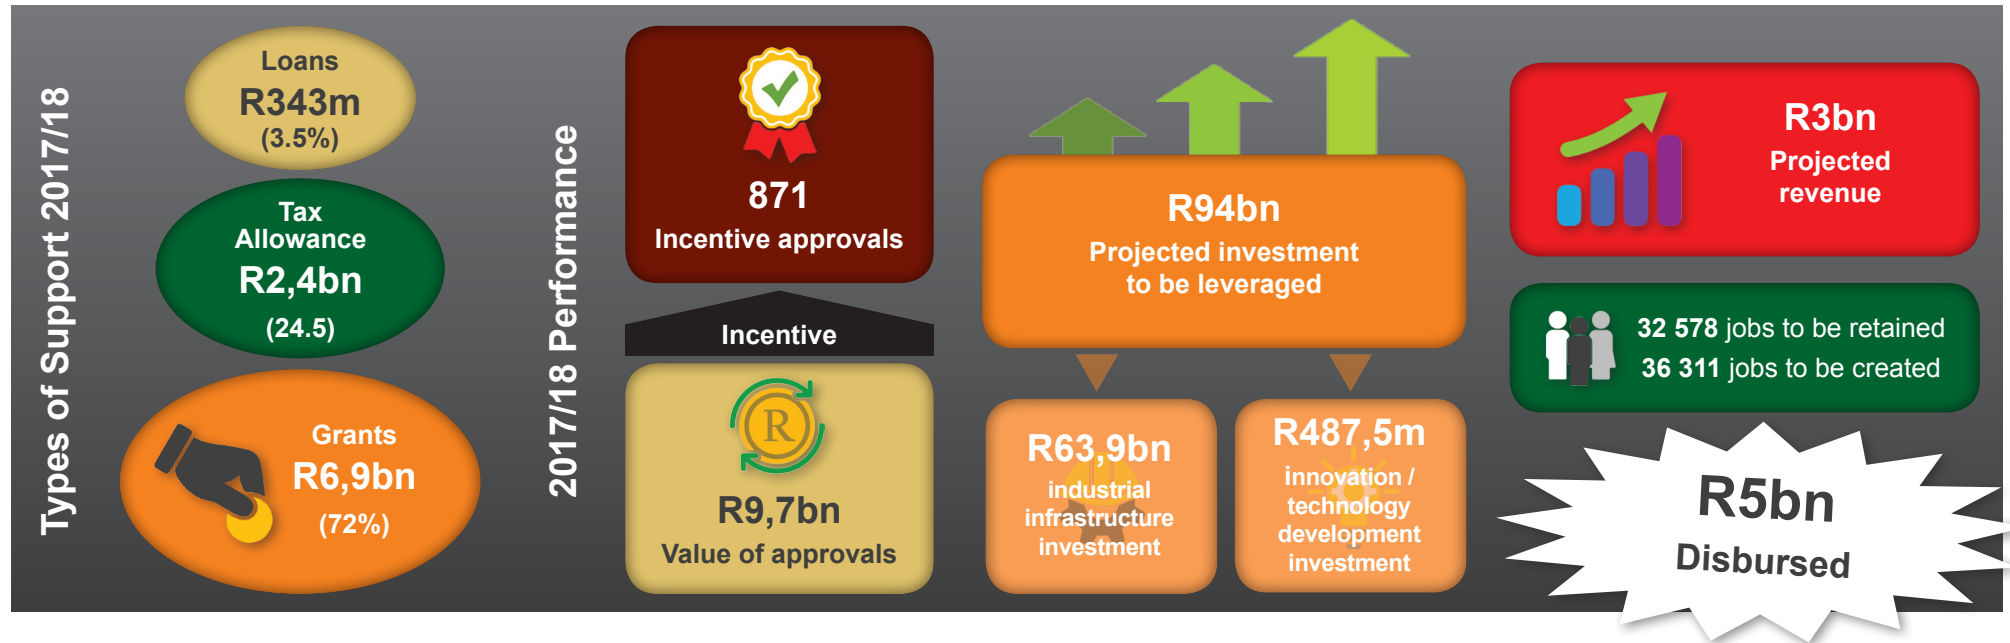 Types of Support 2017/18
Loans
R343m
(3.5%)
Tax
Allowance
R2,4bn
(24.5)
Grants
R6,9bn
(72%)
2017/18 Performance
871
Incentive approvals
Incentive
R
R9,7bn
Value of approvals
R94bn
Projected investment
to be leveraged
R63,9bn
industrial
infrastructure
investment
R487,5m
innovation /
technology
development
investment
R3bn
Projected
revenue
32 578 jobs to be retained
36 311 jobs to be created
R5bn
Disbursed